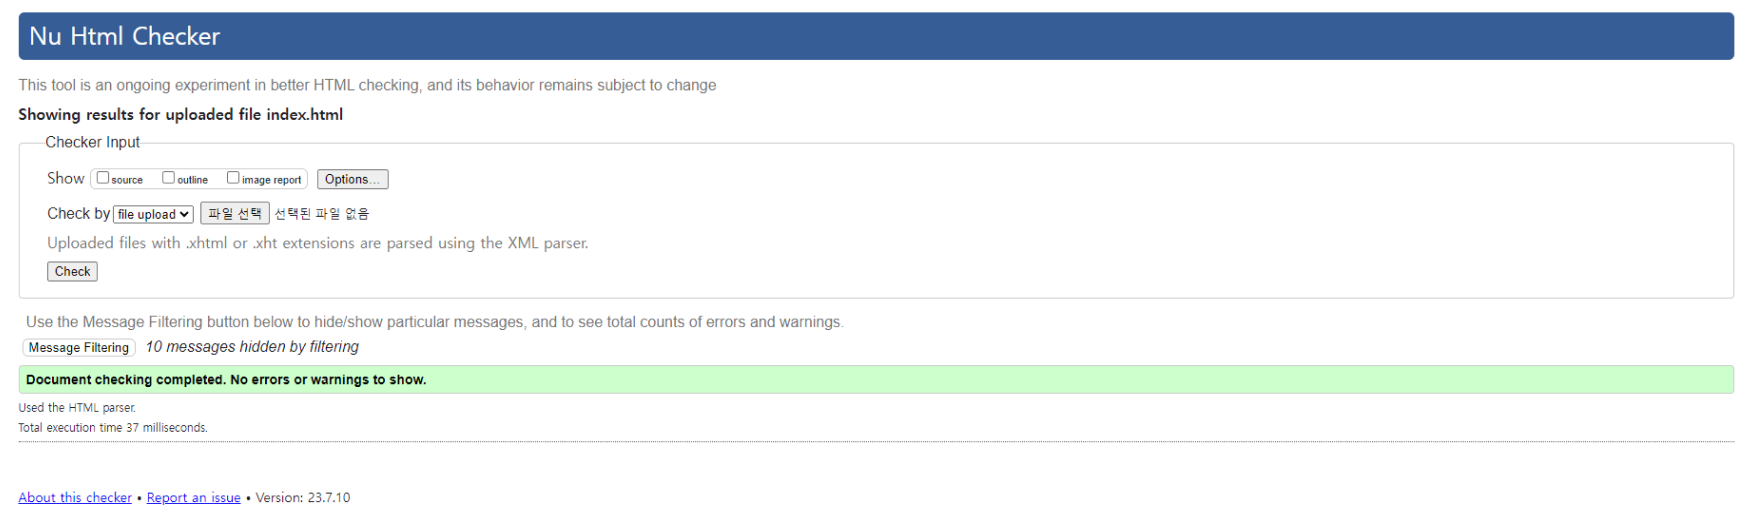 Nu Html Checker
This tool is an ongoing experiment in better HTML checking, and its behavior remains subject to change
Showing results for uploaded file index.html
Checker Input
Show source outline image report Options...
Check by file upload 파일 선택 선택된 파일 없음
Uploaded files with .xhtml or .xht extensions are parsed using the XML parser.
Check
Use the Message Filtering button below to hide/show particular messages, and to see total counts of errors and warnings.
Message Filtering 10 messages hidden by filtering
Document checking completed. No errors or warnings to show.
Used the HTML parser.
Total execution time 37 milliseconds.
About this checker • Report an issue • Version: 23.7.10